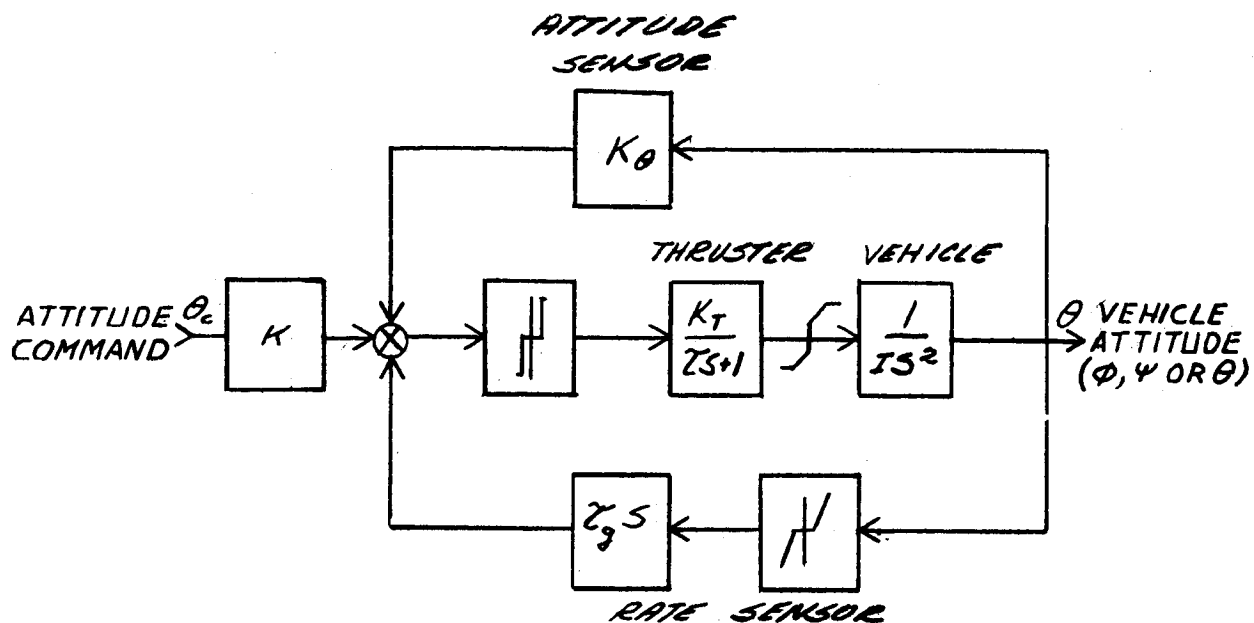 ATTITUDE
SENSOR
Kθ
THRUSTER
VEHICLE
ATTITUDE
COMMAND
θc
K
KT
τS+1
1
IS²
θ
VEHICLE
ATTITUDE
(Φ, Ψ OR θ)
τg S
RATE SENSOR